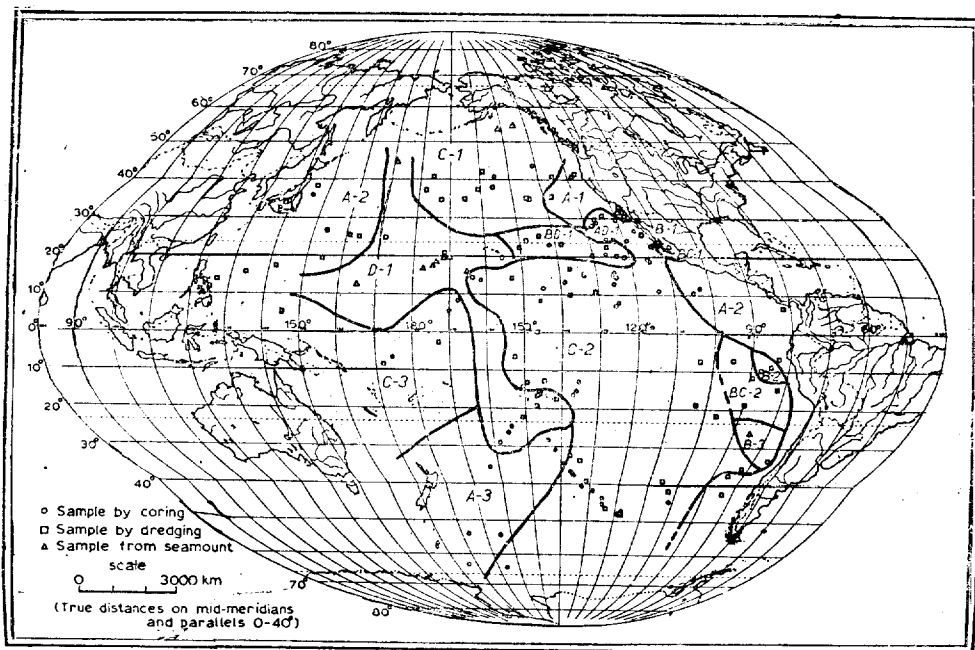 80°
70°
60°
50°
40°
30°
20°
10°
0°
90°
150°
180°
150°
120°
90°
60°
10°
20°
30°
40°
70°
80°
C-1
A-2
A-1
BD-1
AD-1
B-1
D-1
A-2
C-2
C-3
BC-2
B-2
B-3
A-3
Sample by coring
Sample by dredging
Sample from seamount
scale
0 3000 km
(True distances on mid-meridians
and parallels 0-40°)